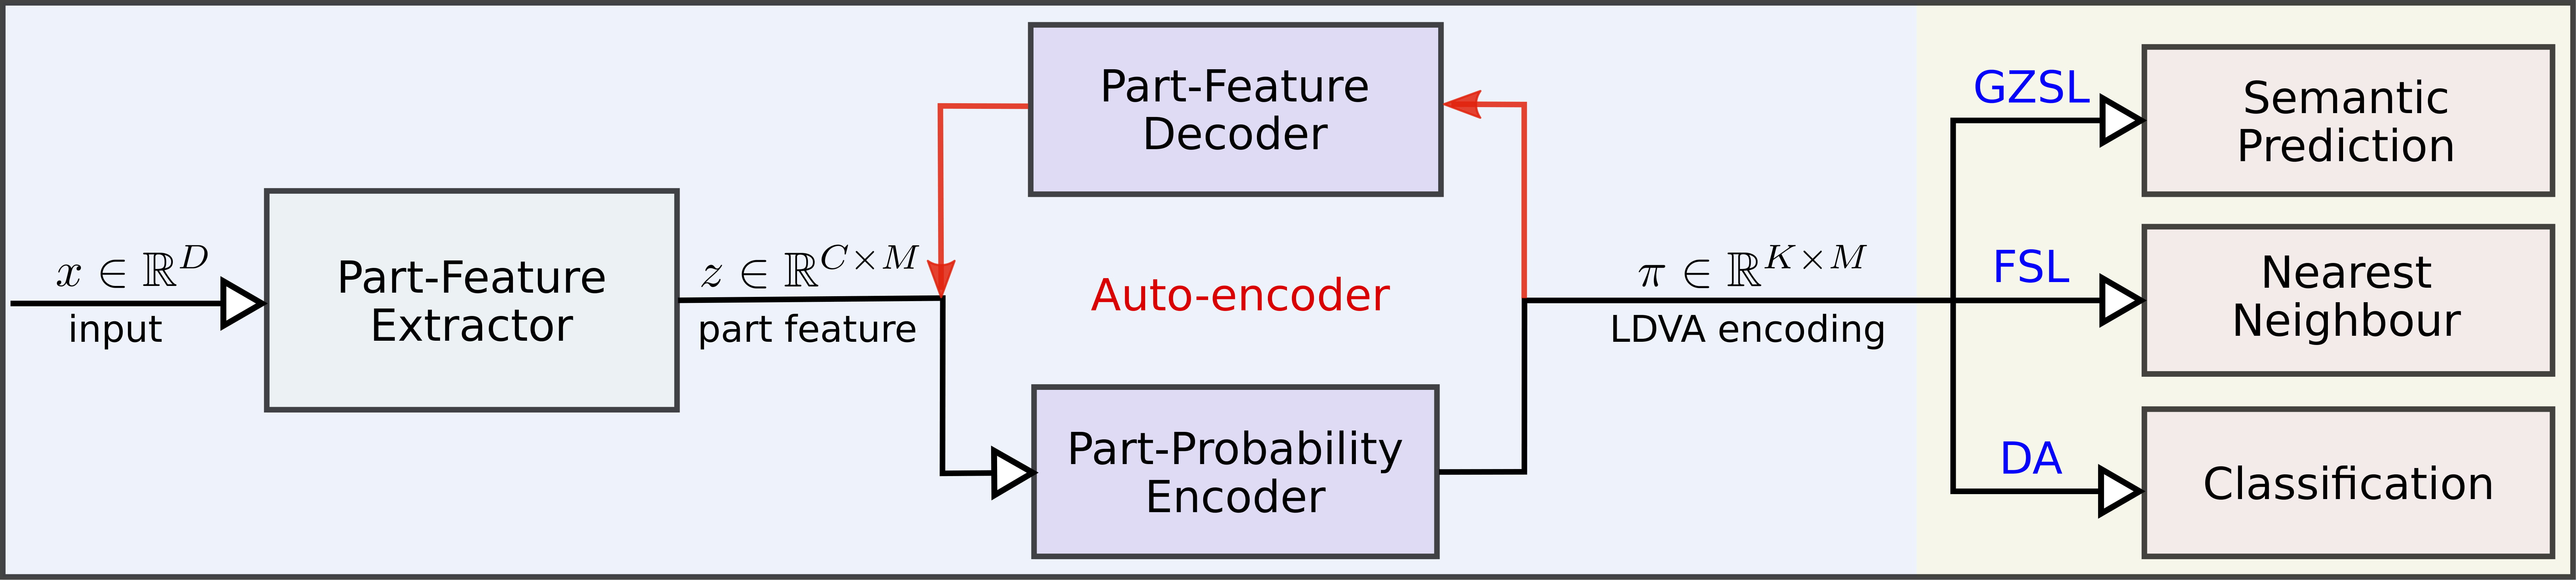 x ∈ ℝ^D
input
Part-Feature
Extractor
z ∈ ℝ^{C×M}
part feature
Part-Feature
Decoder
Auto-encoder
Part-Probability
Encoder
π ∈ ℝ^{K×M}
LDVA encoding
GZSL
Semantic
Prediction
FSL
Nearest
Neighbour
DA
Classification